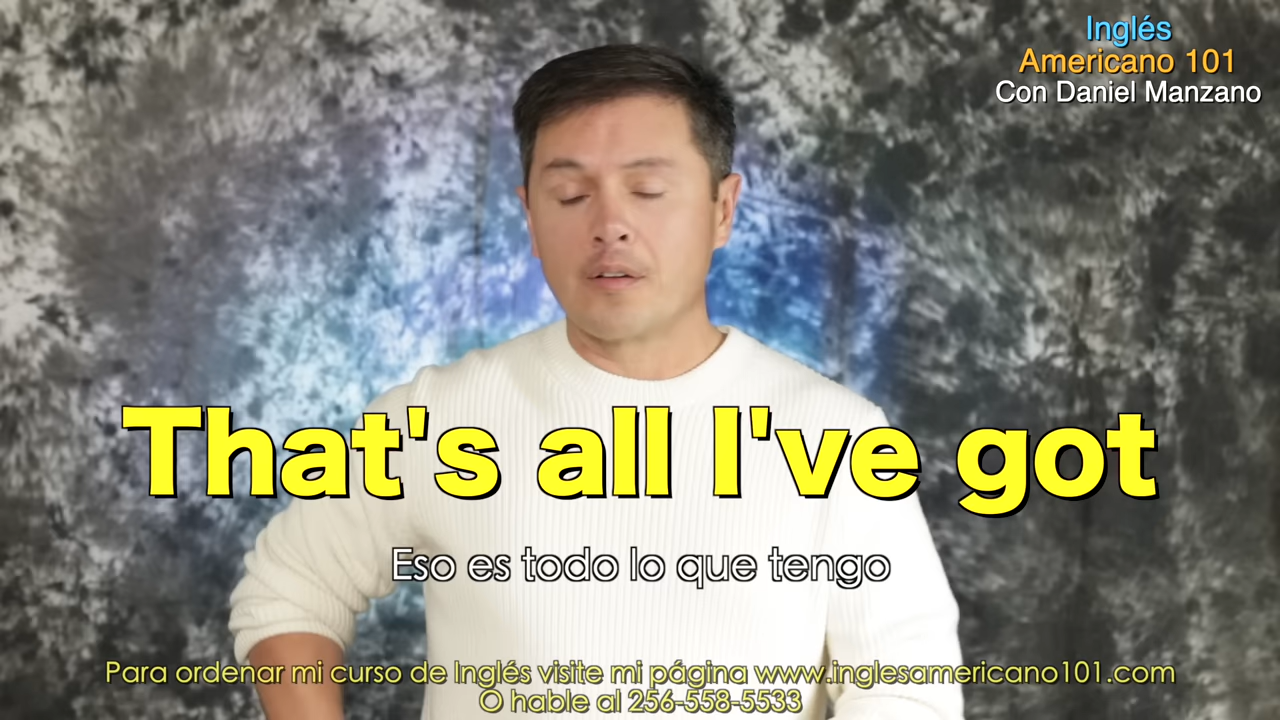 Inglés
Americano 101
Con Daniel Manzano
That's all I've got
Eso es todo lo que tengo
Para ordenar mi curso de Inglés visite mi página www.inglesamericano101.com
O hable al 256-558-5533